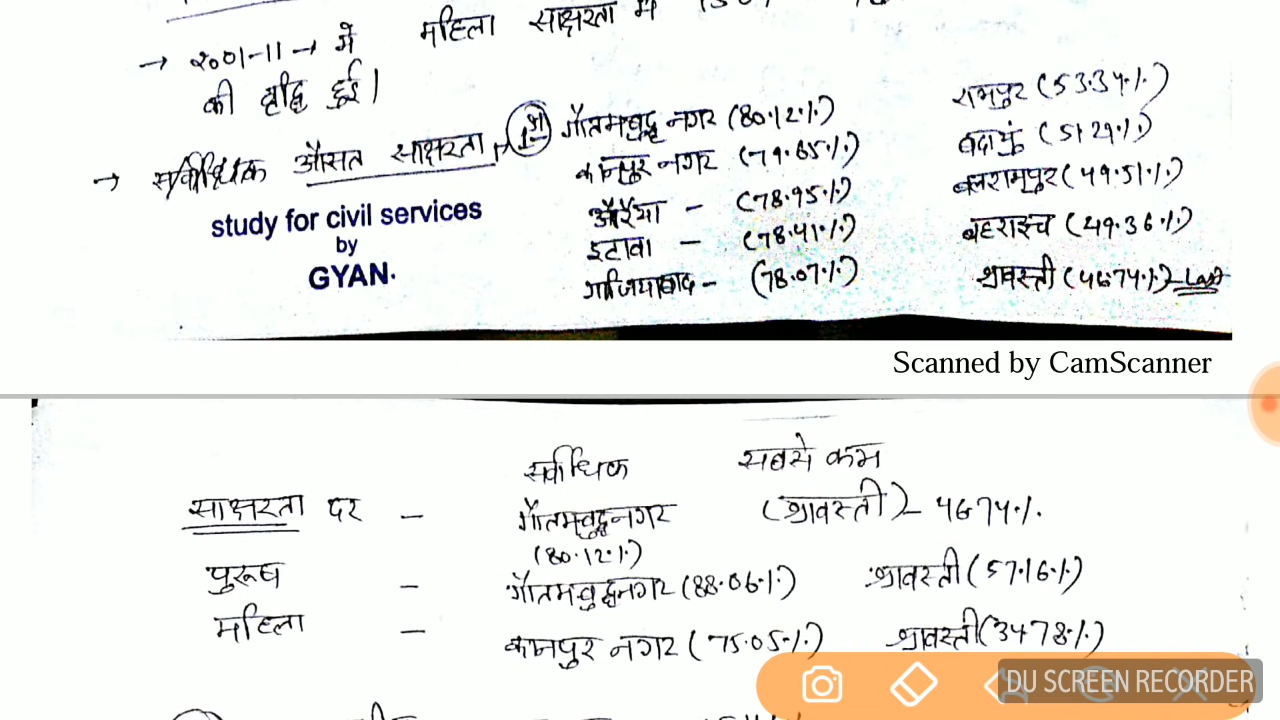 → २००1-11 → में महिला साक्षरता में
की वृद्धि हुई।
→ सर्वाधिक औसत साक्षरता → गौतमबुद्ध नगर (80.12%) रामपुर (53.34%)
कानपुर नगर (79.65%) बदायुं (51.29%)
औरैया - (78.95%) बलरामपुर (49.51%)
इटावा - (78.41%) बहराइच (49.36%)
गाजियाबाद - (78.07%) श्रावस्ती (46.74%) - Last
study for civil services
by
GYAN.
Scanned by CamScanner
सर्वाधिक सबसे कम
साक्षरता दर - गौतमबुद्धनगर (श्रावस्ती) - 46.74%
(80.12%)
पुरूष - गौतमबुद्धनगर (88.06%) श्रावस्ती (57.16%)
महिला - कानपुर नगर (75.05%) श्रावस्ती (34.78%)
DU SCREEN RECORDER